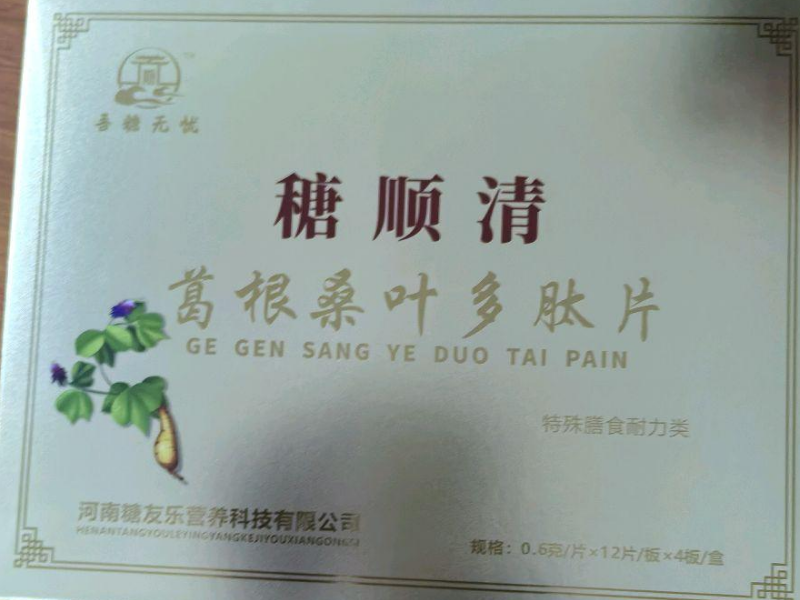 吾糖无忧
糖顺清
葛根桑叶多肽片
GE GEN SANG YE DUO TAI PAIN
特殊膳食耐力类
河南糖友乐营养科技有限公司
规格：0.6克/片×12片/板×4板/盒